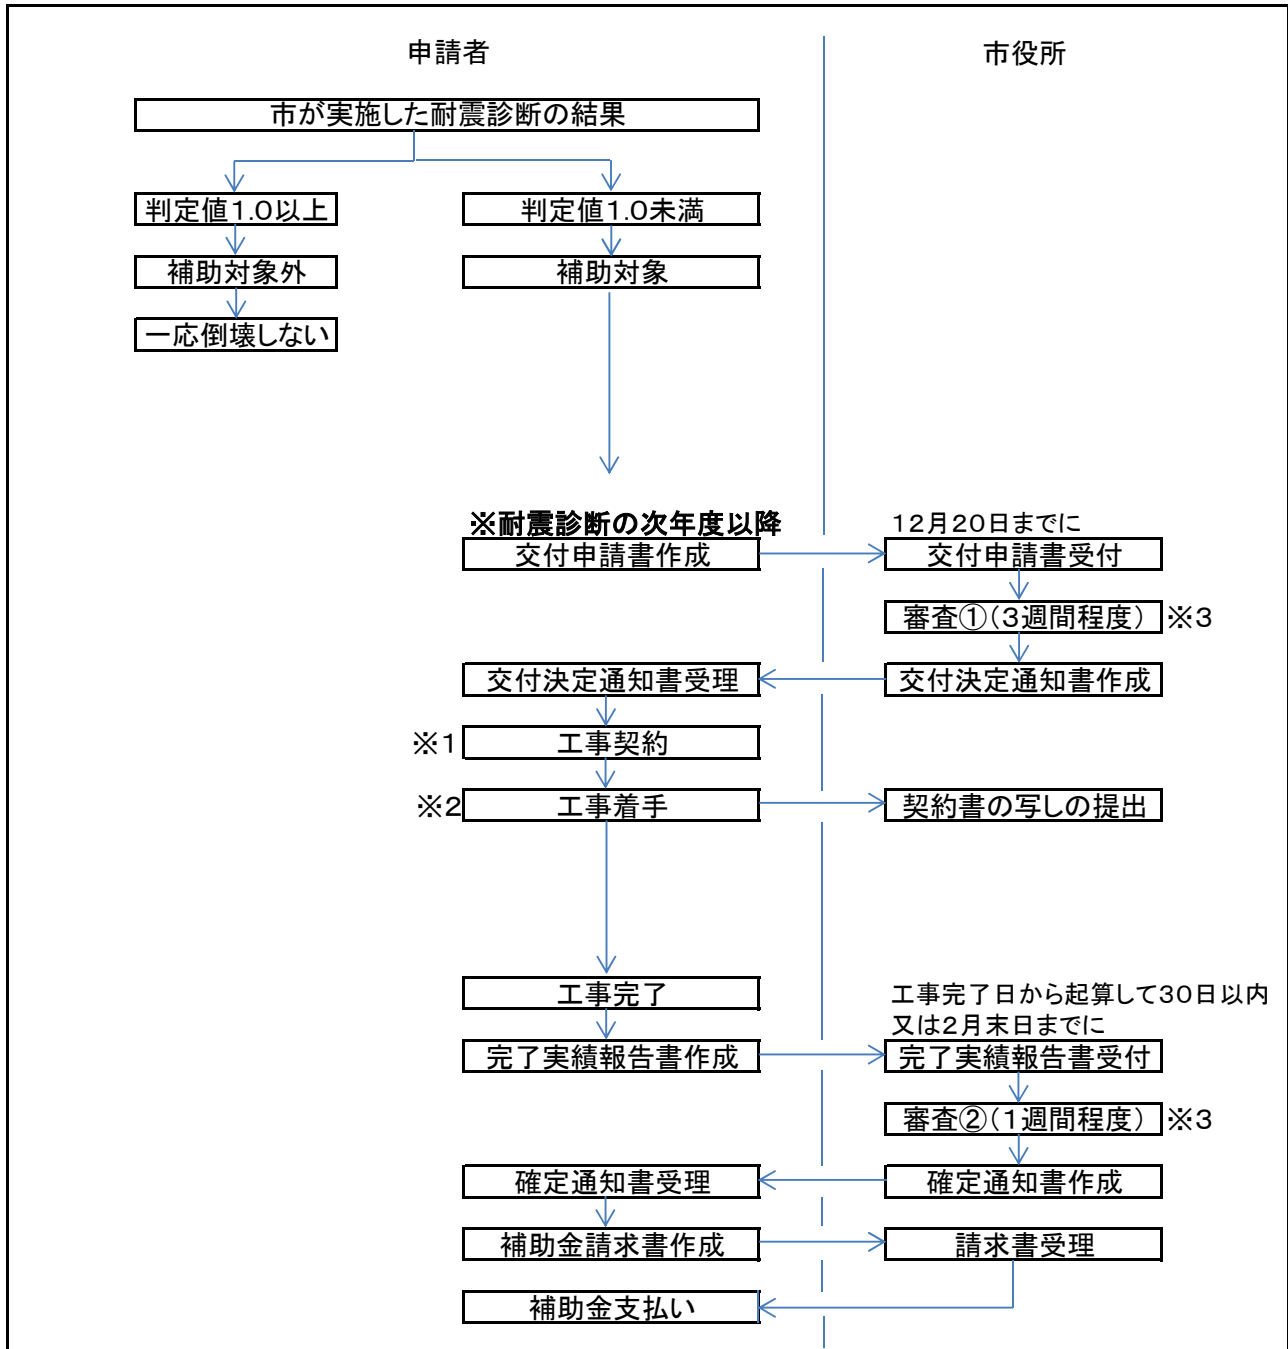 申請者
市役所
市が実施した耐震診断の結果
判定値1.0以上
判定値1.0未満
補助対象外
補助対象
一応倒壊しない
※耐震診断の次年度以降
12月20日までに
交付申請書作成
交付申請書受付
審査①(3週間程度)
※3
交付決定通知書受理
交付決定通知書作成
※1
工事契約
※2
工事着手
契約書の写しの提出
工事完了
工事完了日から起算して30日以内
又は2月末日までに
完了実績報告書作成
完了実績報告書受付
審査②(1週間程度)
※3
確定通知書受理
確定通知書作成
補助金請求書作成
請求書受理
補助金支払い